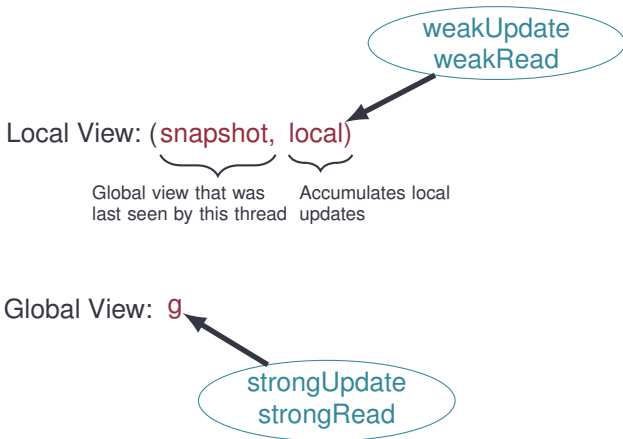 weakUpdate
weakRead
Local View: (snapshot, local)
Global view that was
last seen by this thread
Accumulates local
updates
Global View: g
strongUpdate
strongRead